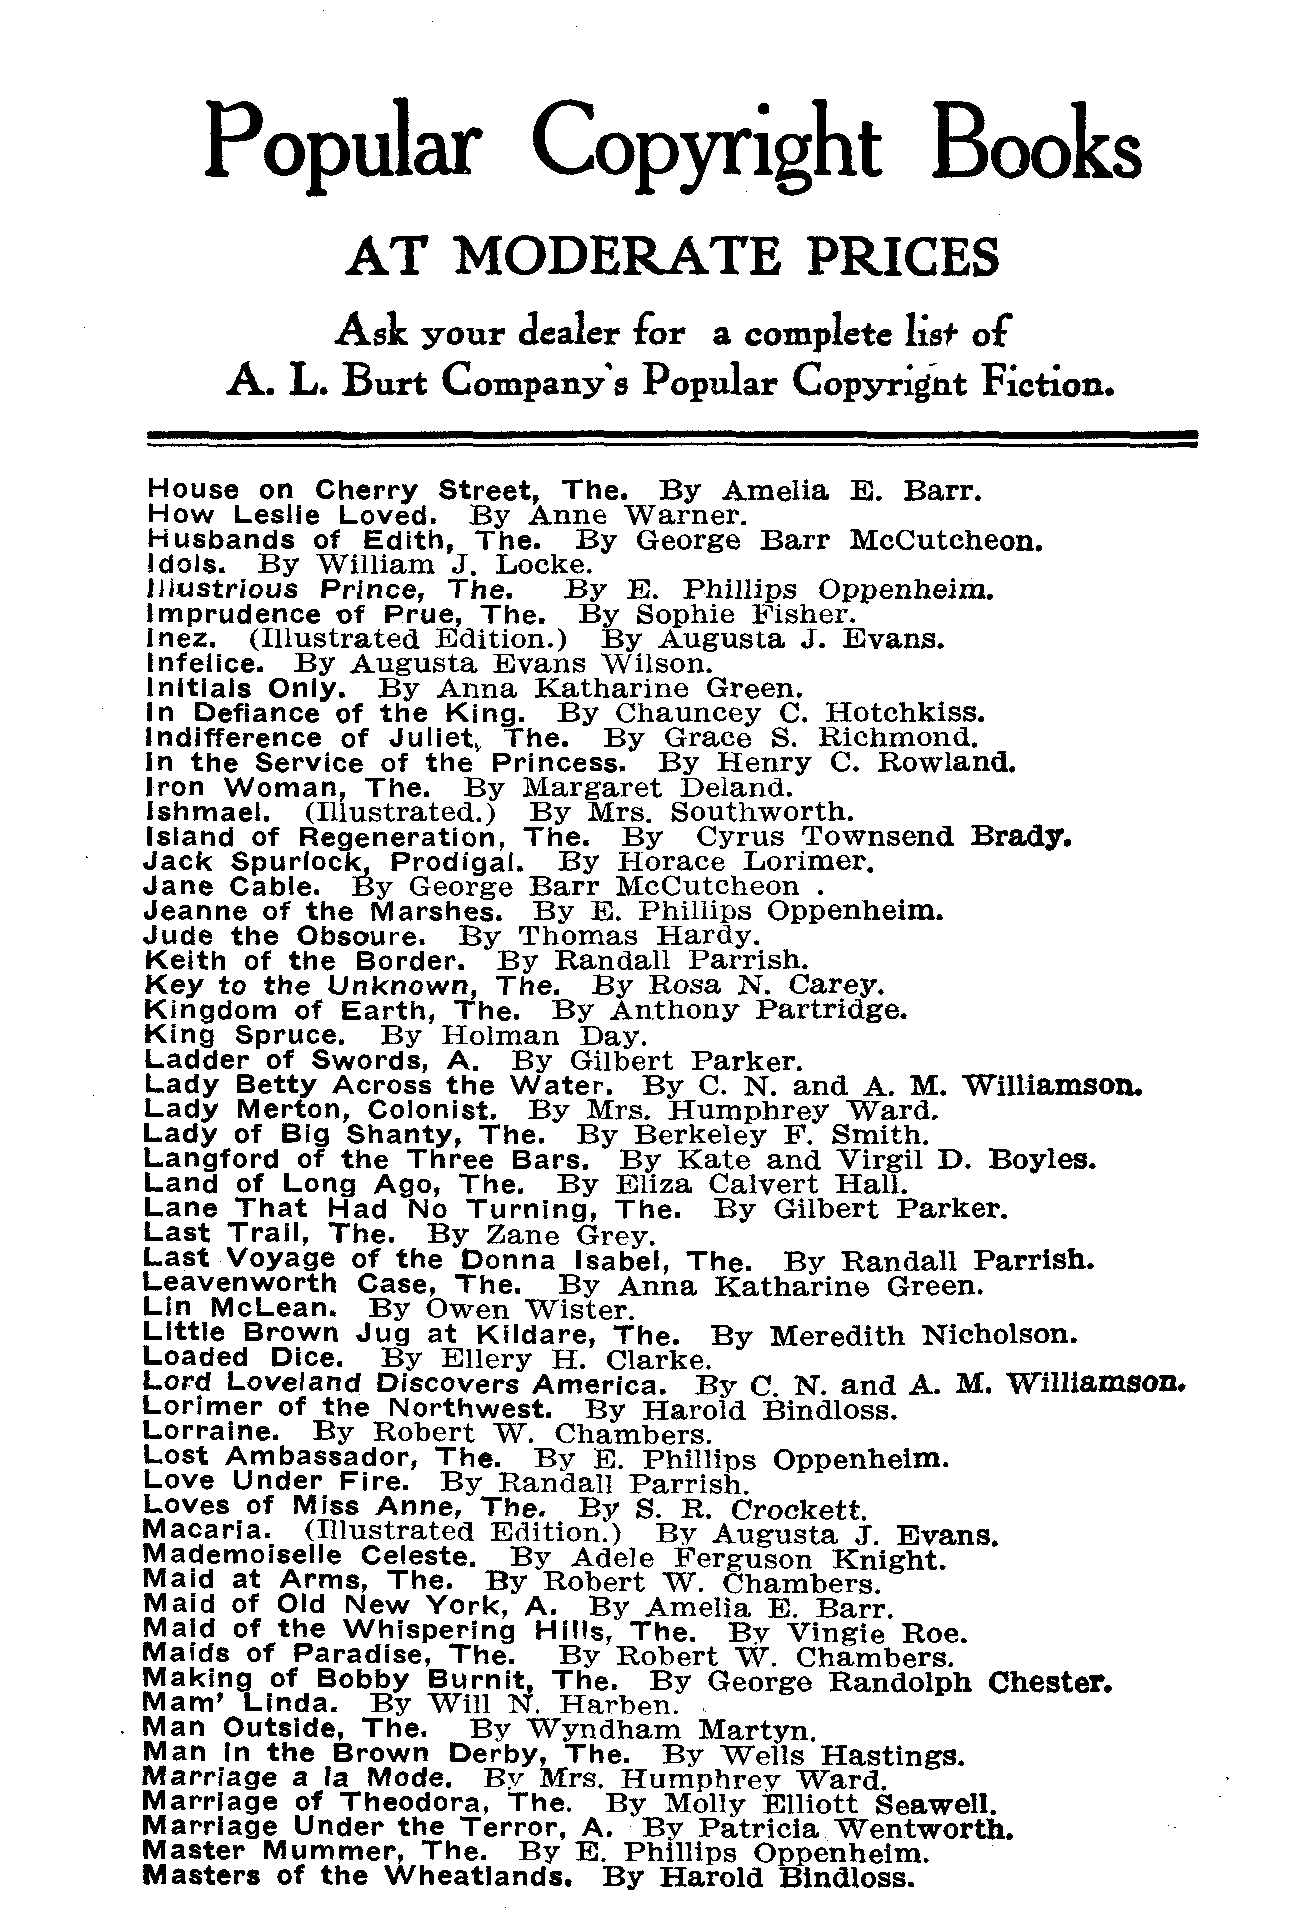 Popular Copyright Books
AT MODERATE PRICES
Ask your dealer for a complete list of
A. L. Burt Company's Popular Copyright Fiction.
House on Cherry Street, The. By Amelia E. Barr.
How Leslie Loved. By Anne Warner.
Husbands of Edith, The. By George Barr McCutcheon.
Idols. By William J. Locke.
Illustrious Prince, The. By E. Phillips Oppenheim.
Imprudence of Prue, The. By Sophie Fisher.
Inez. (Illustrated Edition.) By Augusta J. Evans.
Infelice. By Augusta Evans Wilson.
Initials Only. By Anna Katharine Green.
In Defiance of the King. By Chauncey C. Hotchkiss.
Indifference of Juliet, The. By Grace S. Richmond.
In the Service of the Princess. By Henry C. Rowland.
Iron Woman, The. By Margaret Deland.
Ishmael. (Illustrated.) By Mrs. Southworth.
Island of Regeneration, The. By Cyrus Townsend Brady.
Jack Spurlock, Prodigal. By Horace Lorimer.
Jane Cable. By George Barr McCutcheon .
Jeanne of the Marshes. By E. Phillips Oppenheim.
Jude the Obsoure. By Thomas Hardy.
Keith of the Border. By Randall Parrish.
Key to the Unknown, The. By Rosa N. Carey.
Kingdom of Earth, The. By Anthony Partridge.
King Spruce. By Holman Day.
Ladder of Swords, A. By Gilbert Parker.
Lady Betty Across the Water. By C. N. and A. M. Williamson.
Lady Merton, Colonist. By Mrs. Humphrey Ward.
Lady of Big Shanty, The. By Berkeley F. Smith.
Langford of the Three Bars. By Kate and Virgil D. Boyles.
Land of Long Ago, The. By Eliza Calvert Hall.
Lane That Had No Turning, The. By Gilbert Parker.
Last Trail, The. By Zane Grey.
Last Voyage of the Donna Isabel, The. By Randall Parrish.
Leavenworth Case, The. By Anna Katharine Green.
Lin McLean. By Owen Wister.
Little Brown Jug at Kildare, The. By Meredith Nicholson.
Loaded Dice. By Ellery H. Clarke.
Lord Loveland Discovers America. By C. N. and A. M. Williamson.
Lorimer of the Northwest. By Harold Bindloss.
Lorraine. By Robert W. Chambers.
Lost Ambassador, The. By E. Phillips Oppenheim.
Love Under Fire. By Randall Parrish.
Loves of Miss Anne, The. By S. R. Crockett.
Macaria. (Illustrated Edition.) By Augusta J. Evans.
Mademoiselle Celeste. By Adele Ferguson Knight.
Maid at Arms, The. By Robert W. Chambers.
Maid of Old New York, A. By Amelia E. Barr.
Maid of the Whispering Hills, The. By Vingie Roe.
Maids of Paradise, The. By Robert W. Chambers.
Making of Bobby Burnit, The. By George Randolph Chester.
Mam' Linda. By Will N. Harben.
Man Outside, The. By Wyndham Martyn.
Man in the Brown Derby, The. By Wells Hastings.
Marriage a la Mode. By Mrs. Humphrey Ward.
Marriage of Theodora, The. By Molly Elliott Seawell.
Marriage Under the Terror, A. By Patricia Wentworth.
Master Mummer, The. By E. Phillips Oppenheim.
Masters of the Wheatlands. By Harold Bindloss.